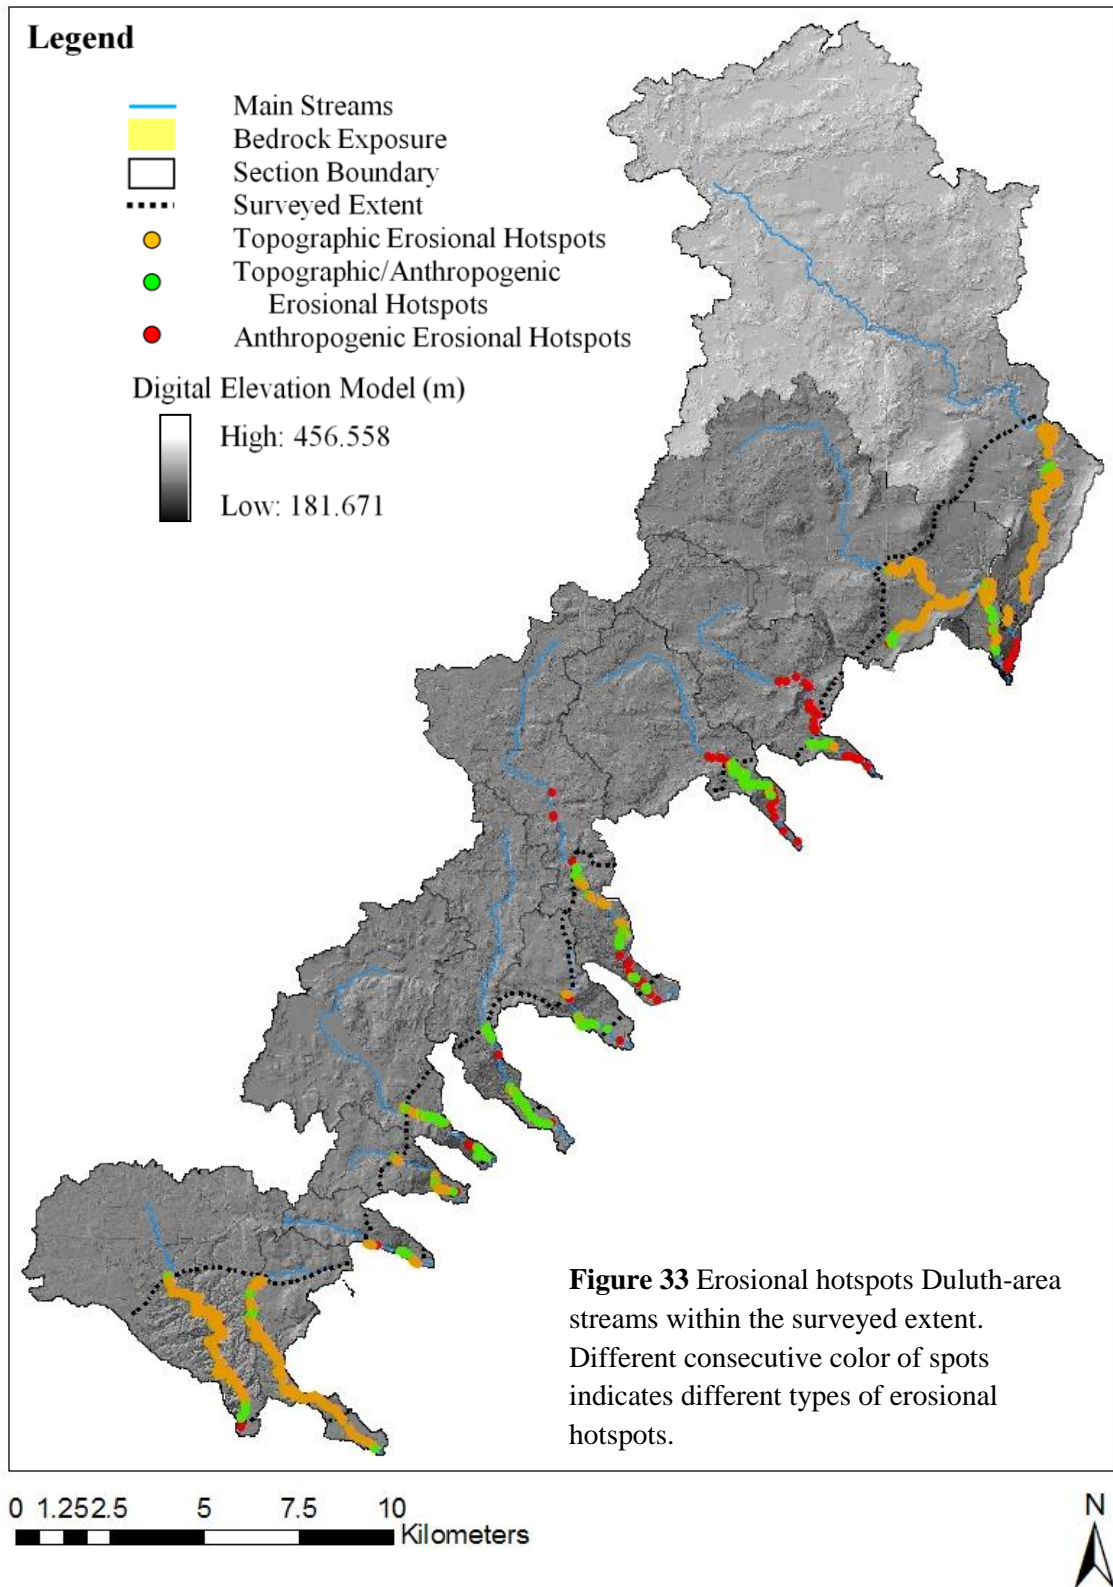 Legend
Main Streams
Bedrock Exposure
Section Boundary
Surveyed Extent
Topographic Erosional Hotspots
Topographic/Anthropogenic
Erosional Hotspots
Anthropogenic Erosional Hotspots
Digital Elevation Model (m)
High: 456.558
Low: 181.671
Figure 33 Erosional hotspots Duluth-area
streams within the surveyed extent.
Different consecutive color of spots
indicates different types of erosional
hotspots.
0 1.252.5 5 7.5 10
Kilometers
N